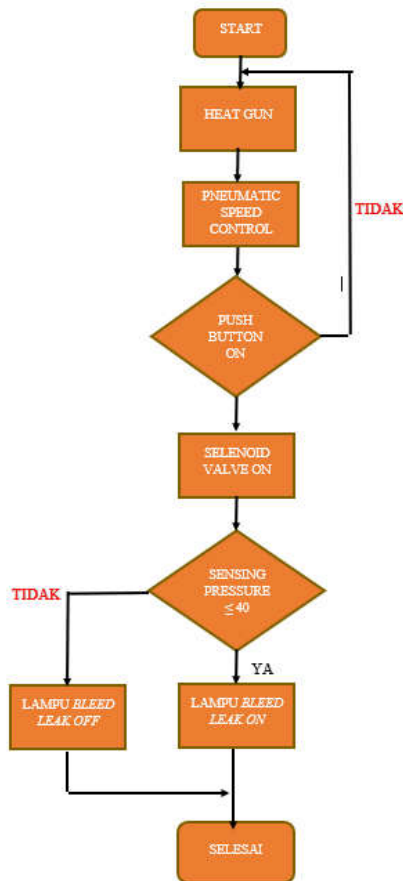 START
HEAT GUN
PNEUMATIC
SPEED
CONTROL
TIDAK
PUSH
BUTTON
ON
SELENOID
VALVE ON
TIDAK
SENSING
PRESSURE
≤ 40
YA
LAMPU BLEED
LEAK OFF
LAMPU BLEED
LEAK ON
SELESAI